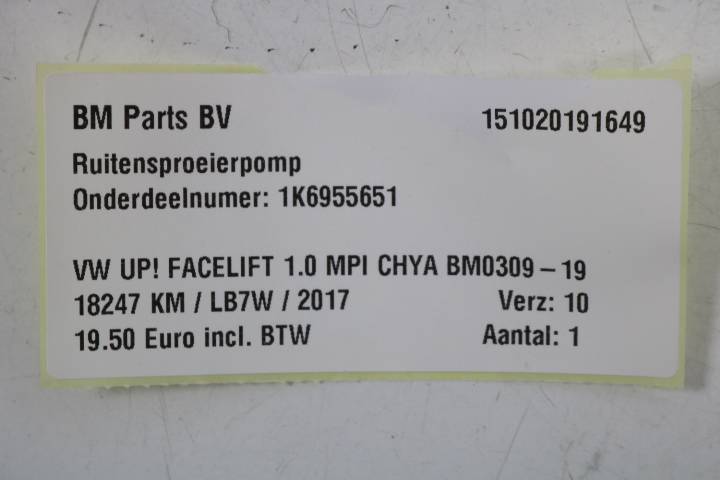 BM Parts BV 151020191649
Ruitensproeierpomp
Onderdeelnumer: 1K6955651
VW UP! FACELIFT 1.0 MPI CHYA BM0309 – 19
18247 KM / LB7W / 2017 Verz: 10
19.50 Euro incl. BTW Aantal: 1